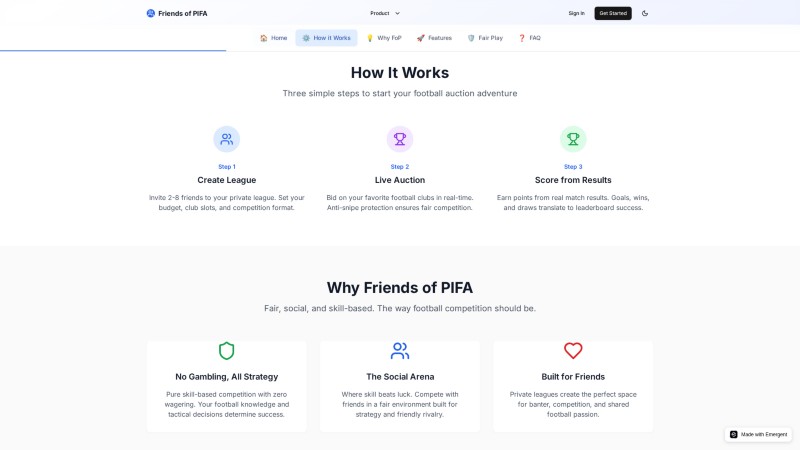 Friends of PIFA
Product
Sign In
Get Started
Home
How It Works
Why FoP
Features
Fair Play
FAQ
How It Works
Three simple steps to start your football auction adventure
Step 1
Create League
Invite 2-8 friends to your private league. Set your
budget, club slots, and competition format.
Step 2
Live Auction
Bid on your favorite football clubs in real-time.
Anti-snipe protection ensures fair competition.
Step 3
Score from Results
Earn points from real match results. Goals, wins,
and draws translate to leaderboard success.
Why Friends of PIFA
Fair, social, and skill-based. The way football competition should be.
No Gambling, All Strategy
Pure skill-based competition with zero
wagering. Your football knowledge and
tactical decisions determine success.
The Social Arena
Where skill beats luck. Compete with
friends in a fair environment built for
strategy and friendly rivalry.
Built for Friends
Private leagues create the perfect space
for banter, competition, and shared
football passion.
Made with Emergent